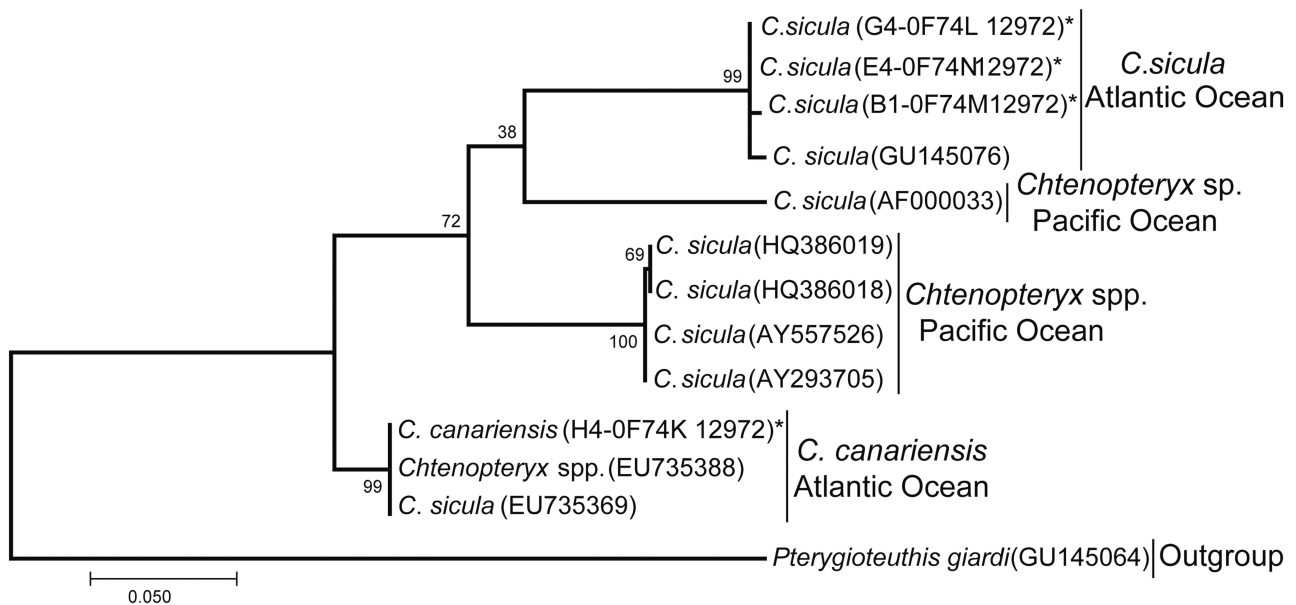 C.sicula (G4-0F74L 12972)*
C.sicula (E4-0F74N12972)*
C.sicula (B1-0F74M12972)*
C. sicula(GU145076)
99
C.sicula
Atlantic Ocean
38
C. sicula(AF000033)
Chtenopteryx sp.
Pacific Ocean
72
C. sicula(HQ386019)
69
C. sicula(HQ386018)
C. sicula(AY557526)
100
C. sicula(AY293705)
Chtenopteryx spp.
Pacific Ocean
C. canariensis (H4-0F74K 12972)*
Chtenopteryx spp. (EU735388)
99
C. sicula (EU735369)
C. canariensis
Atlantic Ocean
Pterygioteuthis giardi(GU145064)
Outgroup
0.050